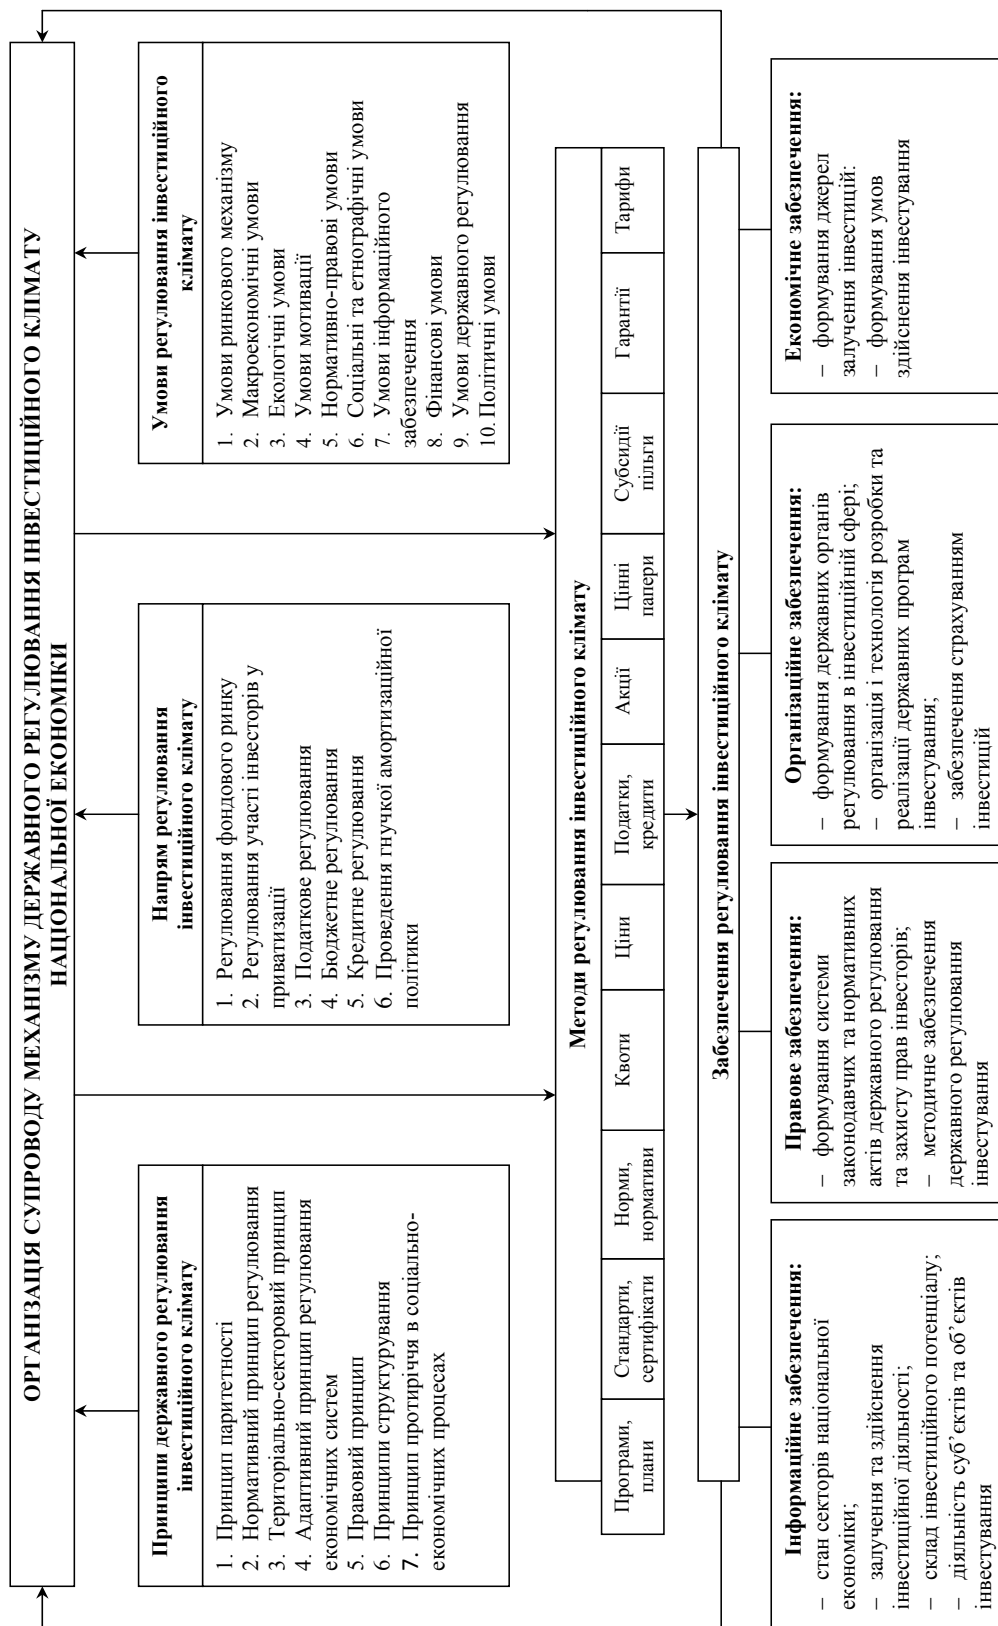 ОРГАНІЗАЦІЯ СУПРОВОДУ МЕХАНІЗМУ ДЕРЖАВНОГО РЕГУЛЮВАННЯ ІНВЕСТИЦІЙНОГО КЛІМАТУ
НАЦІОНАЛЬНОЇ ЕКОНОМІКИ
Принципи державного регулювання
інвестиційного клімату
1. Принцип паритетності
2. Нормативний принцип регулювання
3. Територіально-секторовий принцип
4. Адаптивний принцип регулювання
економічних систем
5. Правовий принцип
6. Принципи структурування
7. Принцип протиріччя в соціально-
економічних процесах
Напрям регулювання
інвестиційного клімату
1. Регулювання фондового ринку
2. Регулювання участі інвесторів у
приватизації
3. Податкове регулювання
4. Бюджетне регулювання
5. Кредитне регулювання
6. Проведення гнучкої амортизаційної
політики
Умови регулювання інвестиційного
клімату
1. Умови ринкового механізму
2. Макроекономічні умови
3. Екологічні умови
4. Умови мотивації
5. Нормативно-правові умови
6. Соціальні та етнографічні умови
7. Умови інформаційного
забезпечення
8. Фінансові умови
9. Умови державного регулювання
10. Політичні умови
Методи регулювання інвестиційного клімату
Програми,
плани
Стандарти,
сертифікати
Норми,
нормативи
Квоти
Ціни
Податки,
кредити
Акції
Цінні
папери
Субсидії
пільги
Гарантії
Тарифи
Забезпечення регулювання інвестиційного клімату
Інформаційне забезпечення:
– стан секторів національної
економіки;
– залучення та здійснення
інвестиційної діяльності;
– склад інвестиційного потенціалу;
– діяльність суб’єктів та об’єктів
інвестування
Правове забезпечення:
– формування системи
законодавчих та нормативних
актів державного регулювання
та захисту прав інвесторів;
– методичне забезпечення
державного регулювання
інвестування
Організаційне забезпечення:
– формування державних органів
регулювання в інвестиційній сфері;
– організація і технологія розробки та
реалізації державних програм
інвестування;
– забезпечення страхуванням
інвестицій
Економічне забезпечення:
– формування джерел
залучення інвестицій:
– формування умов
здійснення інвестування